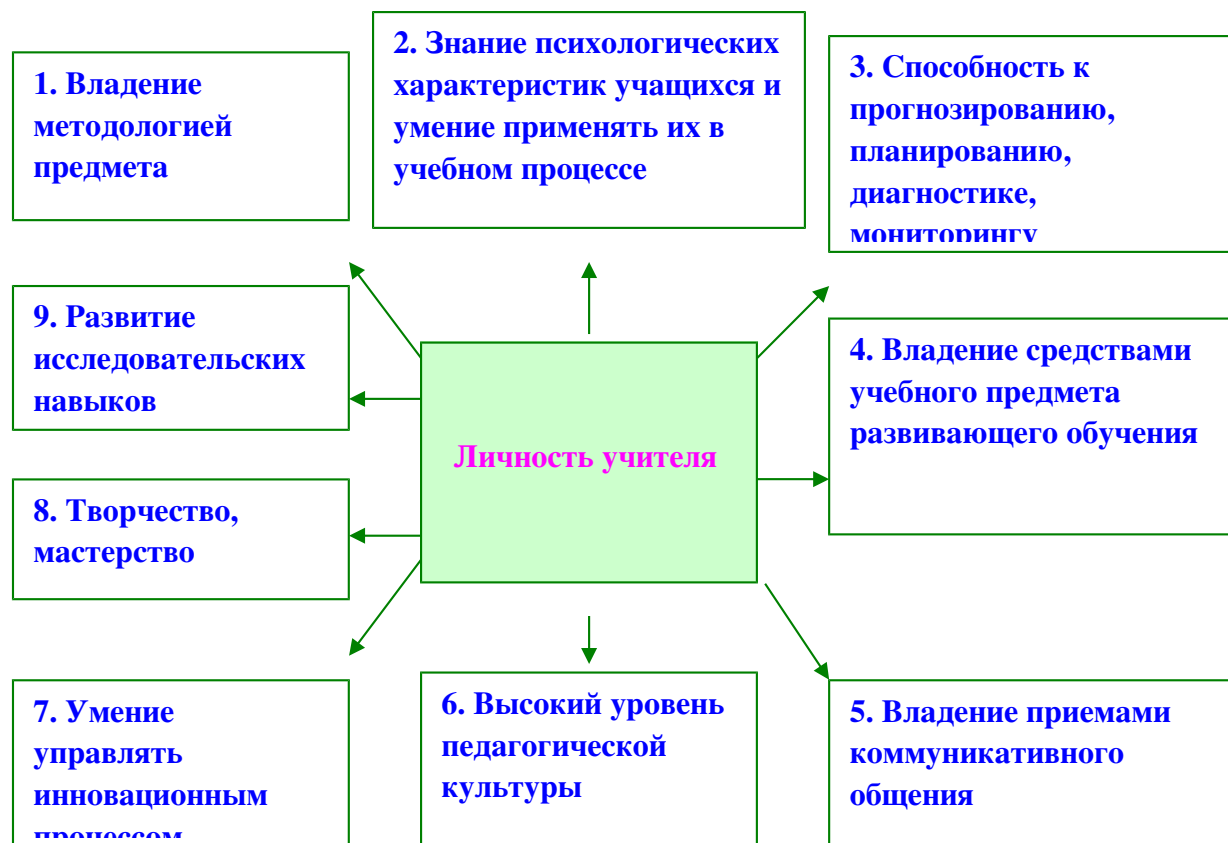 1. Владение
методологией
предмета
2. Знание психологических
характеристик учащихся и
умение применять их в
учебном процессе
3. Способность к
прогнозированию,
планированию,
диагностике,
мониторингу
9. Развитие
исследовательских
навыков
Личность учителя
4. Владение средствами
учебного предмета
развивающего обучения
8. Творчество,
мастерство
7. Умение
управлять
инновационным
процессом
6. Высокий уровень
педагогической
культуры
5. Владение приемами
коммуникативного
общения